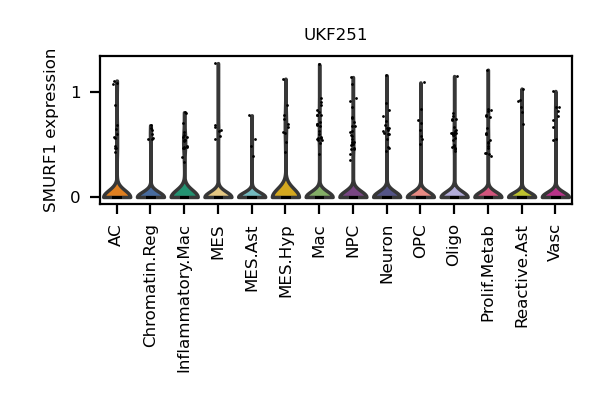 UKF251
SMURF1 expression
1
0
AC
Chromatin.Reg
Inflammatory.Mac
MES
MES.Ast
MES.Hyp
Mac
NPC
Neuron
OPC
Oligo
Prolif.Metab
Reactive.Ast
Vasc